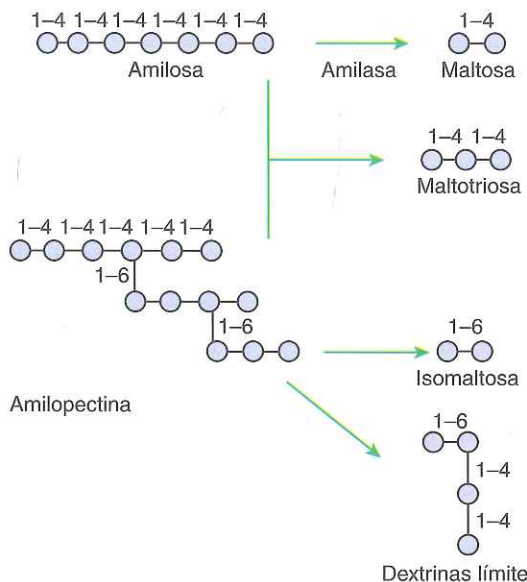 1–4 1–4 1–4 1–4 1–4 1–4
Amilosa
Amilasa
1–4
Maltosa
1–4 1–4
Maltotriosa
1–4 1–4 1–4 1–4 1–4
1–6
1–6
Amilopectina
1–6
Isomaltosa
1–6
1–4
1–4
Dextrinas límite